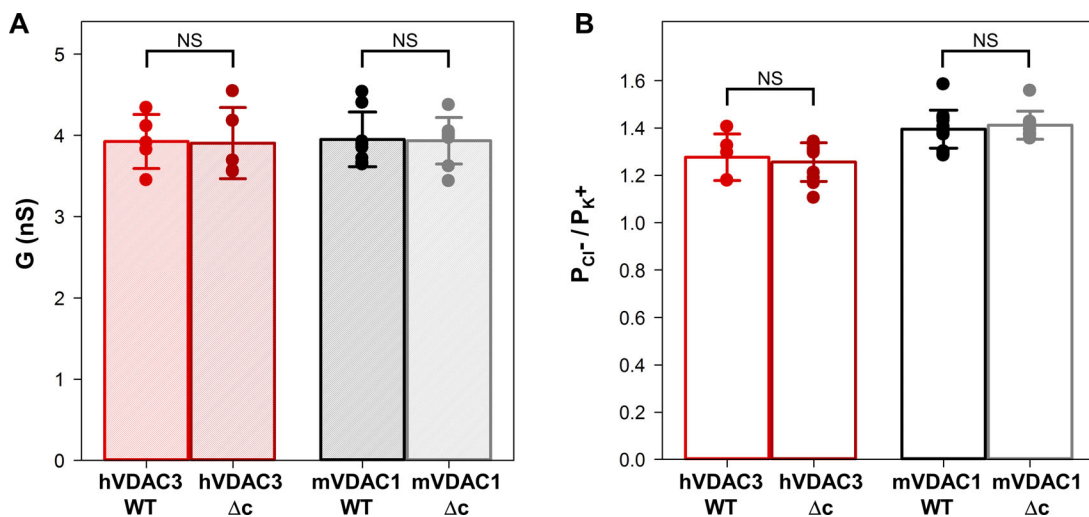 A
NS
NS
5
4
3
2
1
0
G (nS)
hVDAC3 hVDAC3 mVDAC1 mVDAC1
WT Δc WT Δc
B
NS
NS
1.6
1.4
1.2
1.0
0.8
0.6
0.4
0.2
0.0
P_Cl⁻ / P_K⁺
hVDAC3 hVDAC3 mVDAC1 mVDAC1
WT Δc WT Δc